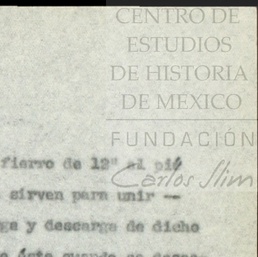 CENTRO DE
ESTUDIOS
DE HISTORIA
DE MEXICO
FUNDACIÓN
Carlos Slim
fierro de 12" al pié
sirven para unir --
y descarga de dicho